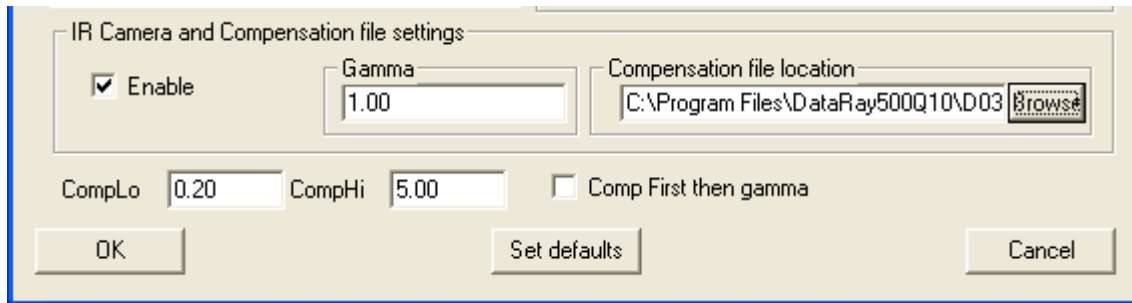 IR Camera and Compensation file settings
Enable
Gamma
1.00
Compensation file location
C:\Program Files\DataRay500Q10\D03
Browse
CompLo 0.20 CompHi 5.00 Comp First then gamma
OK Set defaults Cancel